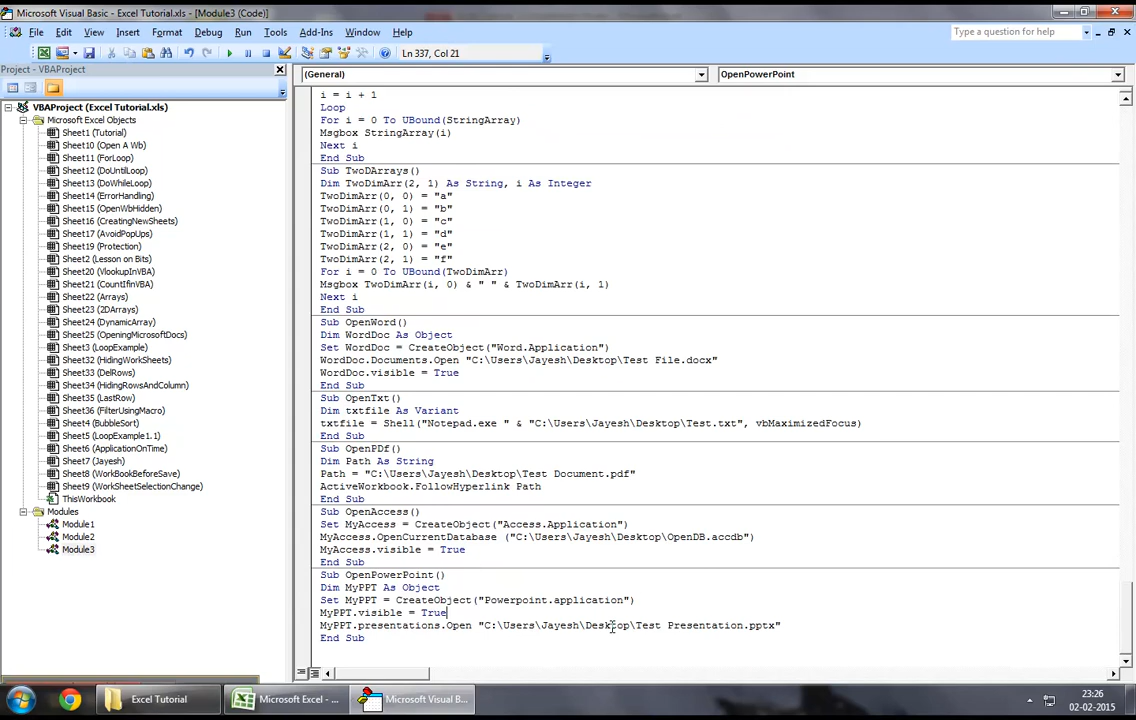 Microsoft Visual Basic - Excel Tutorial.xls - [Module3 (Code)]
File Edit View Insert Format Debug Run Tools Add-Ins Window Help
Type a question for help
Ln 337, Col 21
Project - VBAProject
(General)
OpenPowerPoint
VBAProject (Excel Tutorial.xls)
Microsoft Excel Objects
Sheet1 (Tutorial)
Sheet10 (Open A Wb)
Sheet11 (ForLoop)
Sheet12 (DoUntilLoop)
Sheet13 (DoWhileLoop)
Sheet14 (ErrorHandling)
Sheet15 (OpenWbHidden)
Sheet16 (CreatingNewSheets)
Sheet17 (AvoidPopUps)
Sheet19 (Protection)
Sheet2 (Lesson on Bits)
Sheet20 (VlookupInVBA)
Sheet21 (CountIfinVBA)
Sheet22 (Arrays)
Sheet23 (2DArrays)
Sheet24 (DynamicArray)
Sheet25 (OpeningMicrosoftDocs)
Sheet3 (LoopExample)
Sheet32 (HidingWorkSheets)
Sheet33 (DelRows)
Sheet34 (HidingRowsAndColumn)
Sheet35 (LastRow)
Sheet36 (FilterUsingMacro)
Sheet4 (BubbleSort)
Sheet5 (LoopExample1.1)
Sheet6 (ApplicationOnTime)
Sheet7 (Jayesh)
Sheet8 (WorkBookBeforeSave)
Sheet9 (WorkSheetSelectionChange)
ThisWorkbook
Modules
Module1
Module2
Module3
i = i + 1
Loop
For i = 0 To UBound(StringArray)
Msgbox StringArray(i)
Next i
End Sub
Sub TwoDArrays()
Dim TwoDimArr(2, 1) As String, i As Integer
TwoDimArr(0, 0) = "a"
TwoDimArr(0, 1) = "b"
TwoDimArr(1, 0) = "c"
TwoDimArr(1, 1) = "d"
TwoDimArr(2, 0) = "e"
TwoDimArr(2, 1) = "f"
For i = 0 To UBound(TwoDimArr)
Msgbox TwoDimArr(i, 0) & " " & TwoDimArr(i, 1)
Next i
End Sub
Sub OpenWord()
Dim WordDoc As Object
Set WordDoc = CreateObject("Word.Application")
WordDoc.Documents.Open "C:\Users\Jayesh\Desktop\Test File.docx"
WordDoc.visible = True
End Sub
Sub OpenTxt()
Dim txtfile As Variant
txtfile = Shell("Notepad.exe " & "C:\Users\Jayesh\Desktop\Test.txt", vbMaximizedFocus)
End Sub
Sub OpenPDf()
Dim Path As String
Path = "C:\Users\Jayesh\Desktop\Test Document.pdf"
ActiveWorkbook.FollowHyperlink Path
End Sub
Sub OpenAccess()
Set MyAccess = CreateObject("Access.Application")
MyAccess.OpenCurrentDatabase ("C:\Users\Jayesh\Desktop\OpenDB.accdb")
MyAccess.visible = True
End Sub
Sub OpenPowerPoint()
Dim MyPPT As Object
Set MyPPT = CreateObject("Powerpoint.application")
MyPPT.visible = True
MyPPT.presentations.Open "C:\Users\Jayesh\Desktop\Test Presentation.pptx"
End Sub
Excel Tutorial
Microsoft Excel - ...
Microsoft Visual B...
23:26
02-02-2015